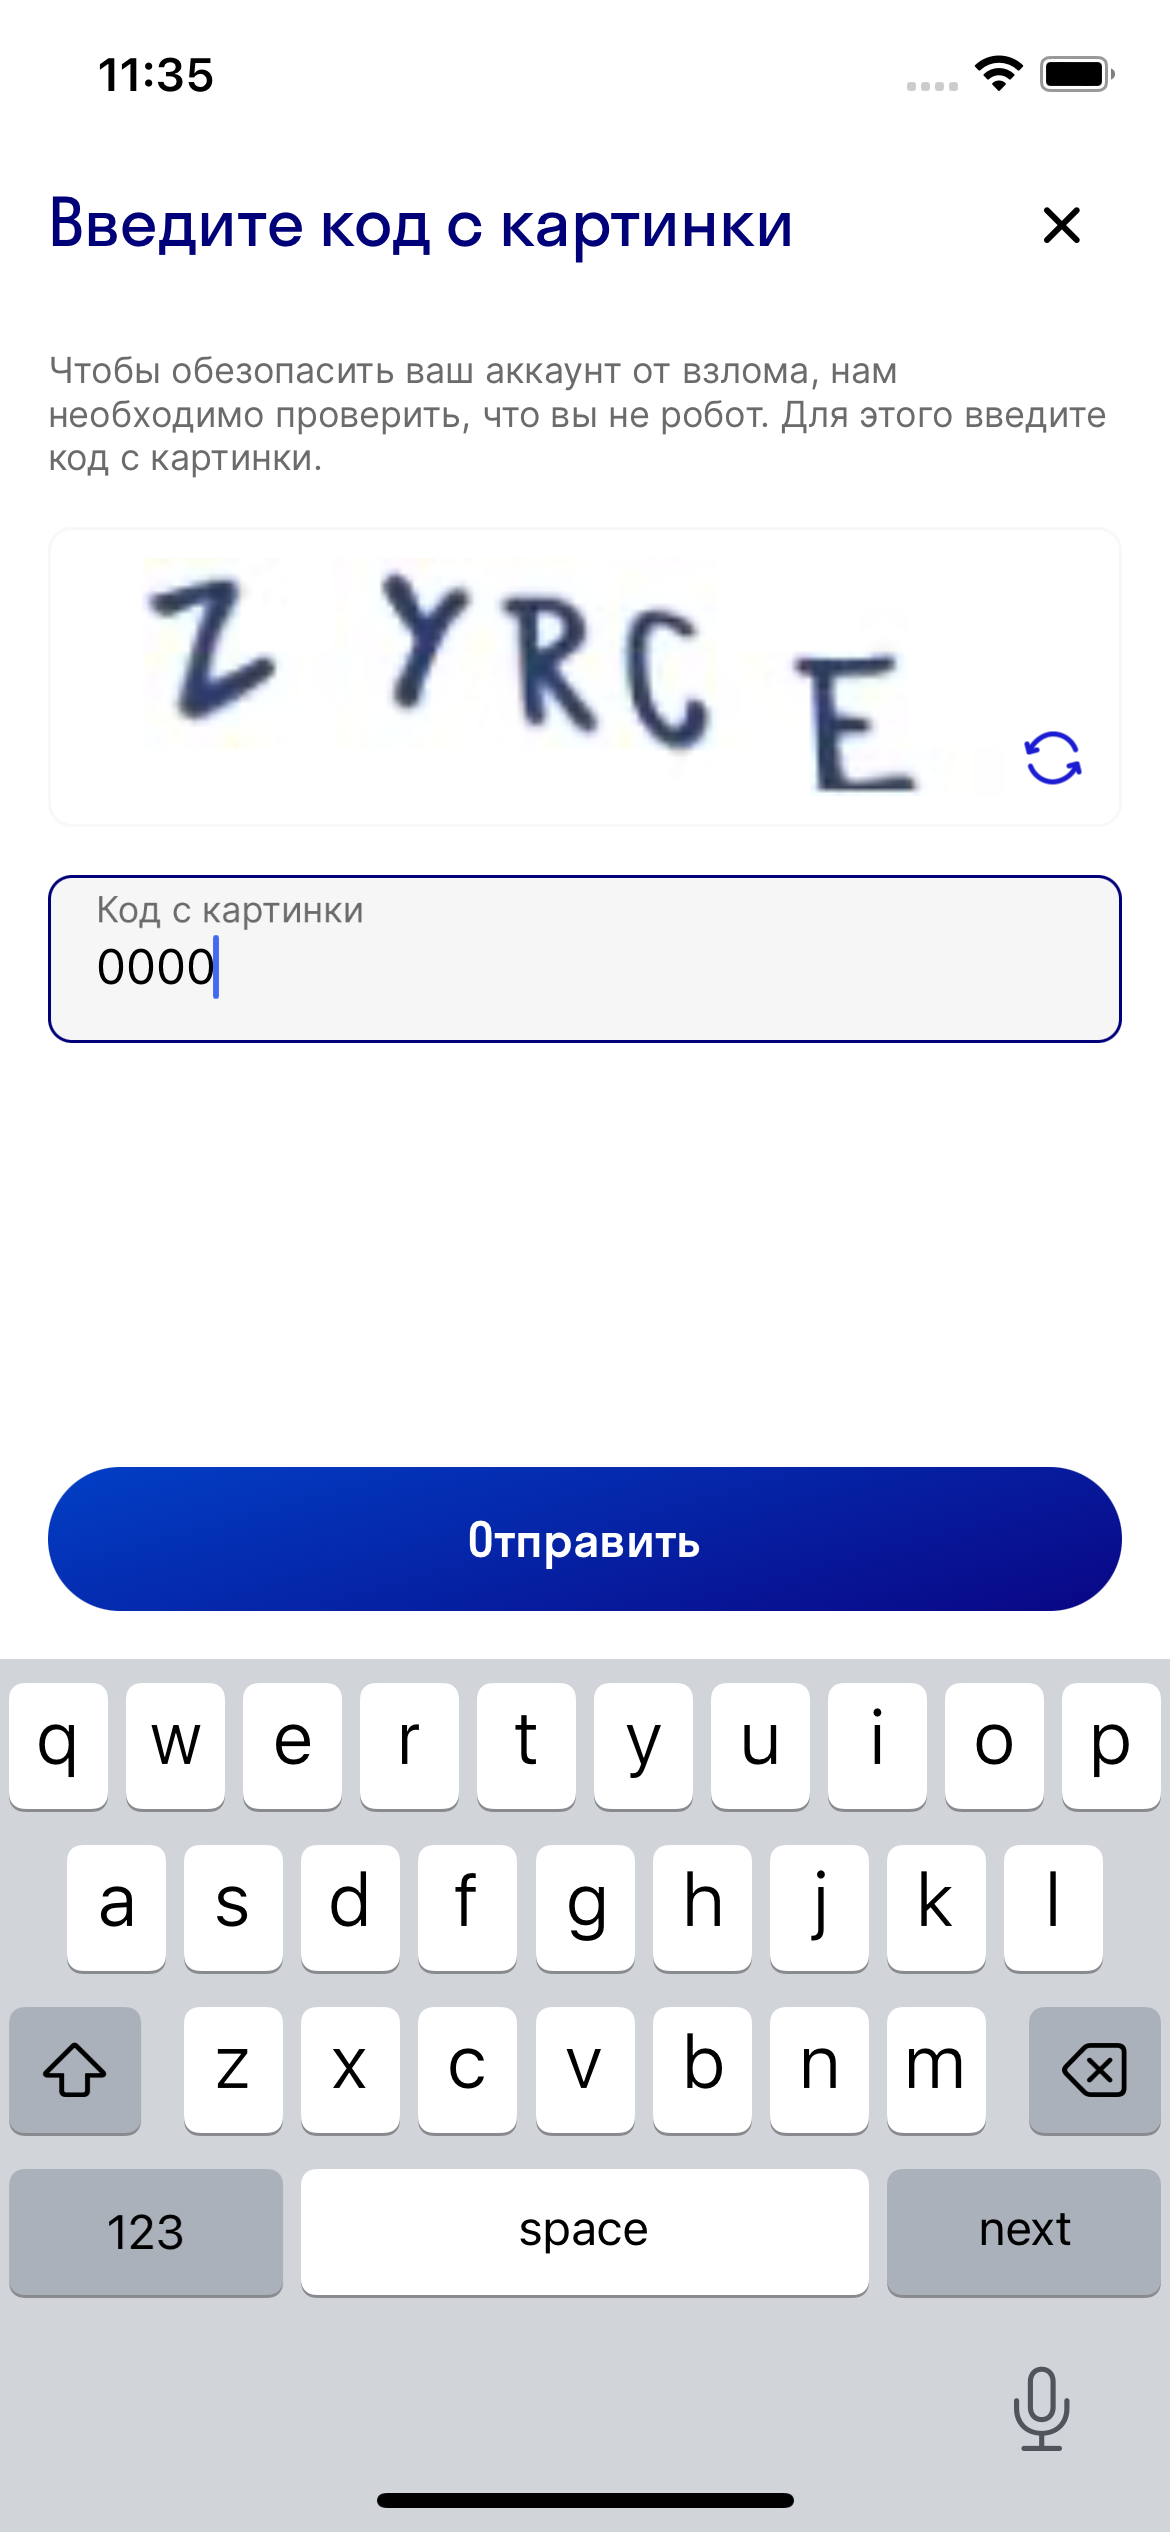 11:35
Введите код с картинки
Чтобы обезопасить ваш аккаунт от взлома, нам
необходимо проверить, что вы не робот. Для этого введите
код с картинки.
Z YRC E
Код с картинки
0000
Отправить
q w e r t y u i o p
a s d f g h j k l
z x c v b n m
123 space next